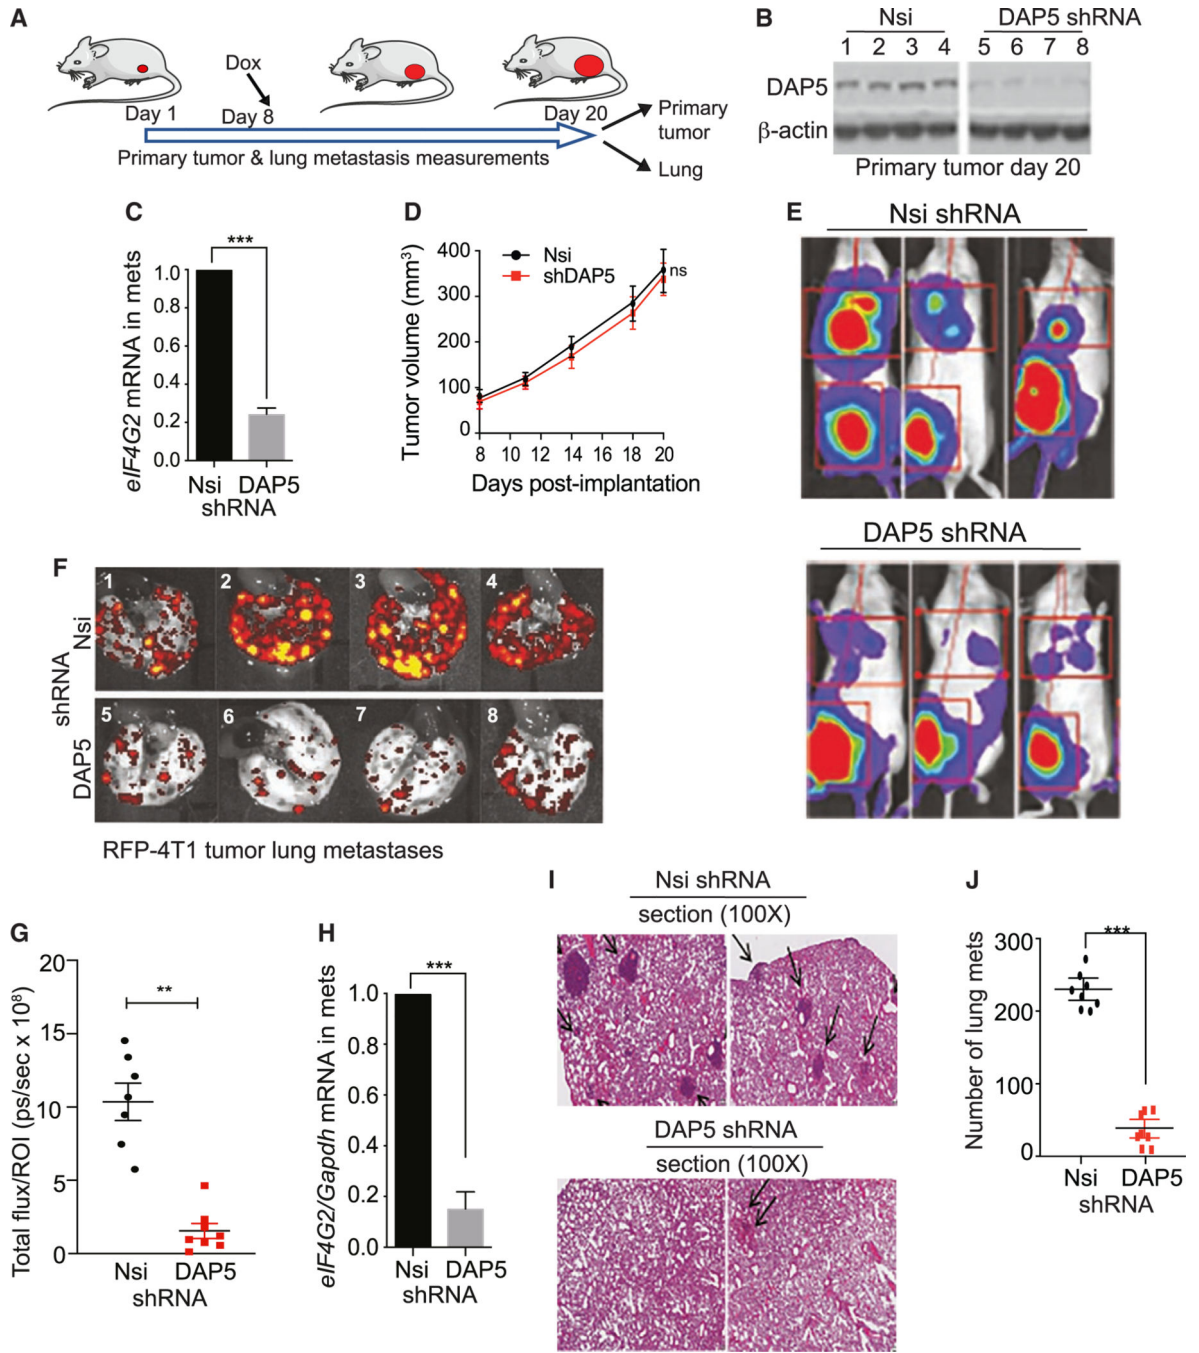 A
Dox
Day 1
Day 8
Day 20
Primary tumor & lung metastasis measurements
Primary
tumor
Lung
B
Nsi
DAP5 shRNA
1 2 3 4 5 6 7 8
DAP5
β-actin
Primary tumor day 20
C
***
eIF4G2 mRNA in mets
1.0
0.8
0.6
0.4
0.2
0.0
Nsi DAP5
shRNA
D
Tumor volume (mm³)
400
300
200
100
0
Nsi
shDAP5
ns
8 10 12 14 16 18 20
Days post-implantation
E
Nsi shRNA
DAP5 shRNA
F
shRNA
Nsi
DAP5
1 2 3 4
5 6 7 8
RFP-4T1 tumor lung metastases
G
Total flux/ROI (ps/sec x 10⁸)
20
15
10
5
0
**
Nsi DAP5
shRNA
H
eIF4G2/Gapdh mRNA in mets
1.0
0.8
0.6
0.4
0.2
0.0
***
Nsi DAP5
shRNA
I
Nsi shRNA
section (100X)
DAP5 shRNA
section (100X)
J
Number of lung mets
300
200
100
0
***
Nsi DAP5
shRNA